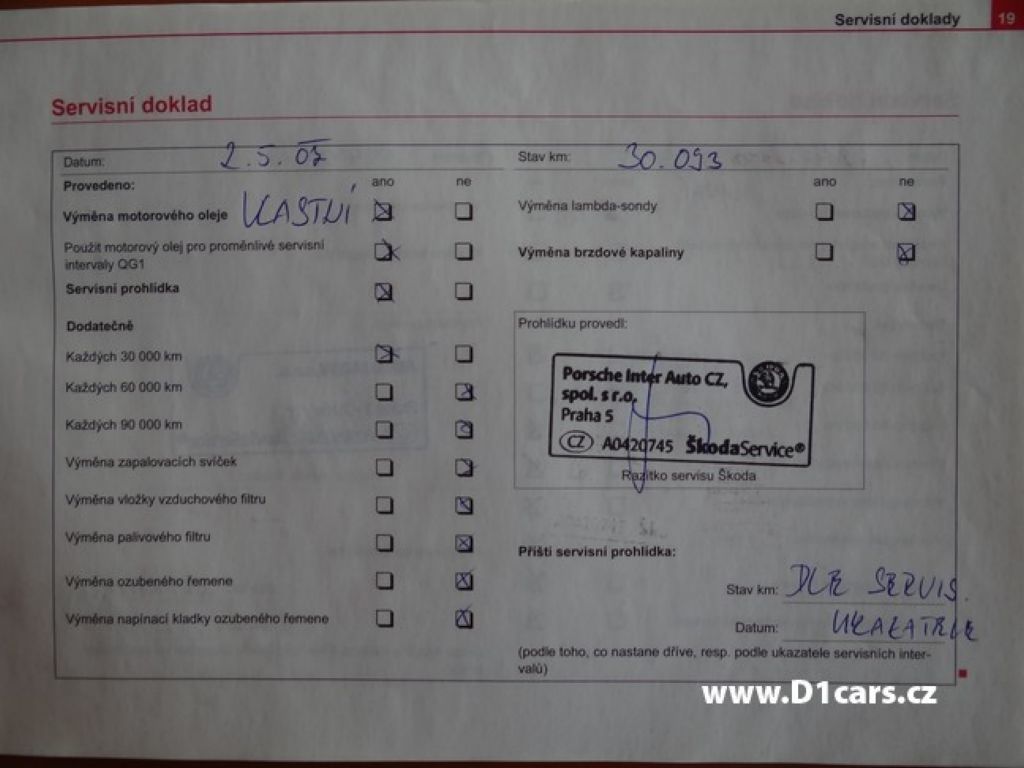 Servisní doklady 19
Servisní doklad
Datum: 2.5.07
Stav km: 30.093
Provedeno: ano ne
ano ne
Výměna motorového oleje VLASTNÍ
Výměna lambda-sondy
Použit motorový olej pro proměnlivé servisní
intervaly QG1
Výměna brzdové kapaliny
Servisní prohlídka
Dodatečně
Každých 30 000 km
Každých 60 000 km
Každých 90 000 km
Výměna zapalovacích svíček
Výměna vložky vzduchového filtru
Výměna palivového filtru
Výměna ozubeného řemene
Výměna napínací kladky ozubeného řemene
Prohlídku provedl:
Porsche Inter Auto CZ,
spol. s r.o.
Praha 5
CZ A0420745 ŠkodaService®
Razítko servisu Škoda
Příští servisní prohlídka:
Stav km: DLE SERVIS.
Datum: UKAZATELE
(podle toho, co nastane dříve, resp. podle ukazatele servisních inter-
valů)
www.D1cars.cz